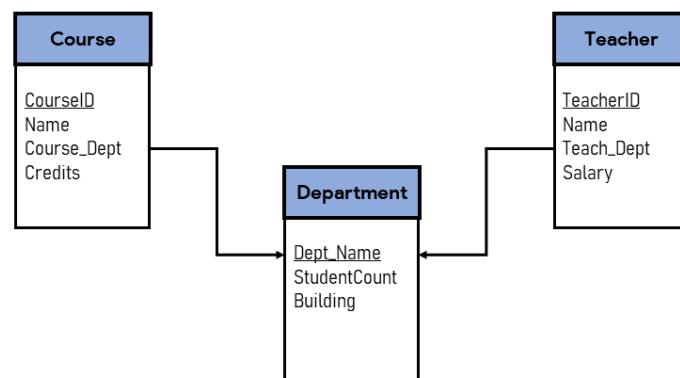 Course
CourseID
Name
Course_Dept
Credits
Department
Dept_Name
StudentCount
Building
Teacher
TeacherID
Name
Teach_Dept
Salary